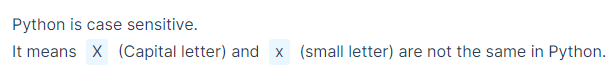 Python is case sensitive.
It means X (Capital letter) and x (small letter) are not the same in Python.